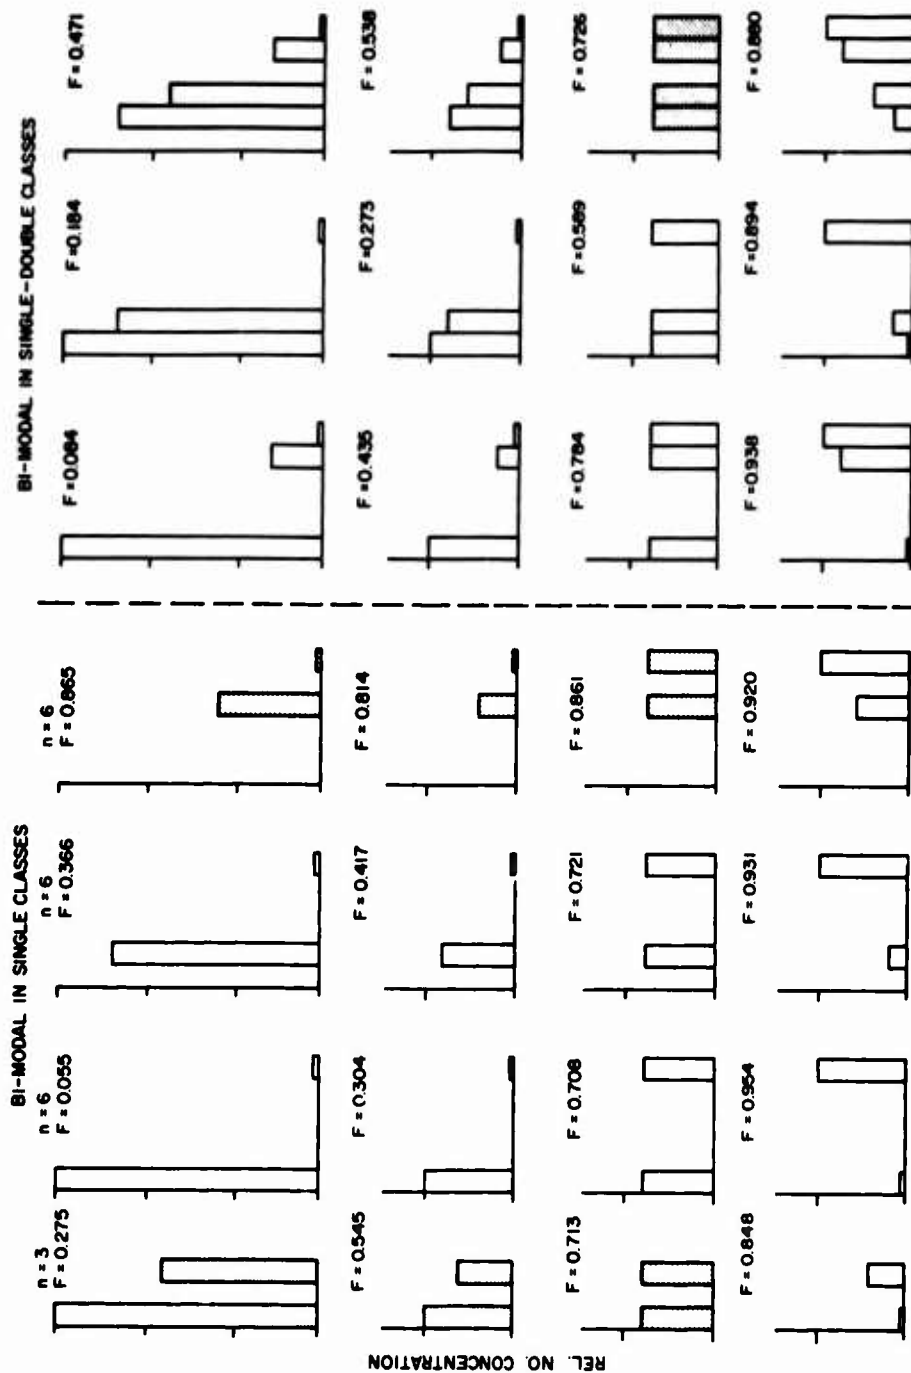 BI-MODAL IN SINGLE CLASSES
BI-MODAL IN SINGLE-DOUBLE CLASSES
n = 3
F = 0.275
n = 6
F = 0.055
n = 6
F = 0.366
n = 6
F = 0.865
F = 0.084
F = 0.184
F = 0.471
F = 0.545
F = 0.304
F = 0.417
F = 0.814
F = 0.435
F = 0.273
F = 0.538
F = 0.713
F = 0.708
F = 0.721
F = 0.861
F = 0.784
F = 0.589
F = 0.726
F = 0.848
F = 0.954
F = 0.931
F = 0.920
F = 0.938
F = 0.894
F = 0.880
REL. NO. CONCENTRATION